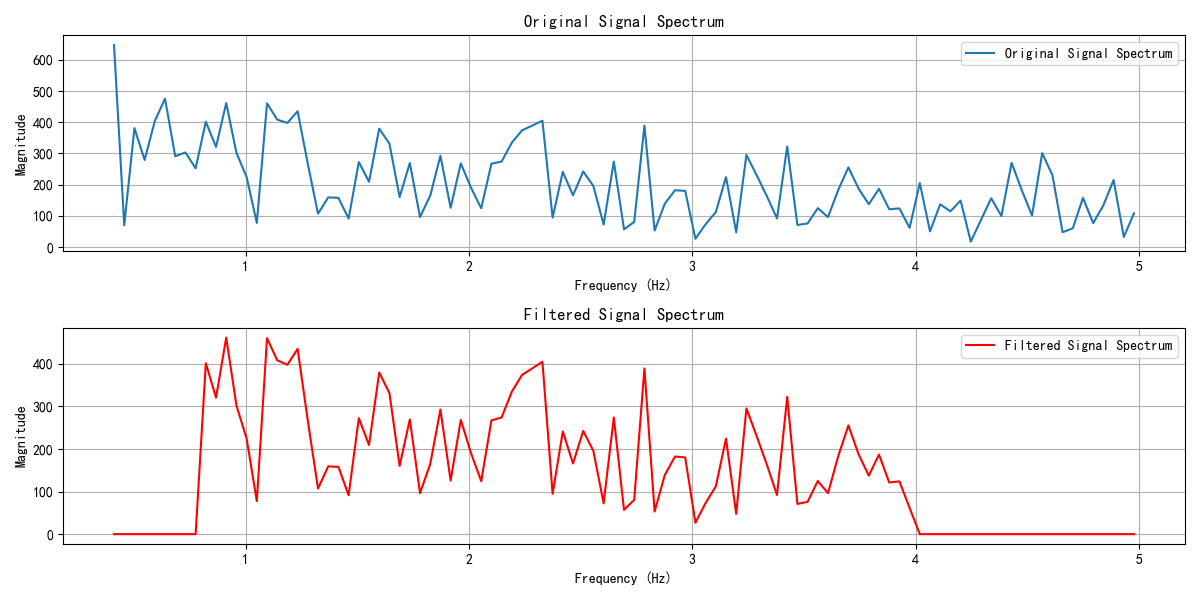 Original Signal Spectrum
Original Signal Spectrum
Magnitude
600
500
400
300
200
100
0
1
2
3
4
5
Frequency (Hz)
Filtered Signal Spectrum
Filtered Signal Spectrum
Magnitude
400
300
200
100
0
1
2
3
4
5
Frequency (Hz)